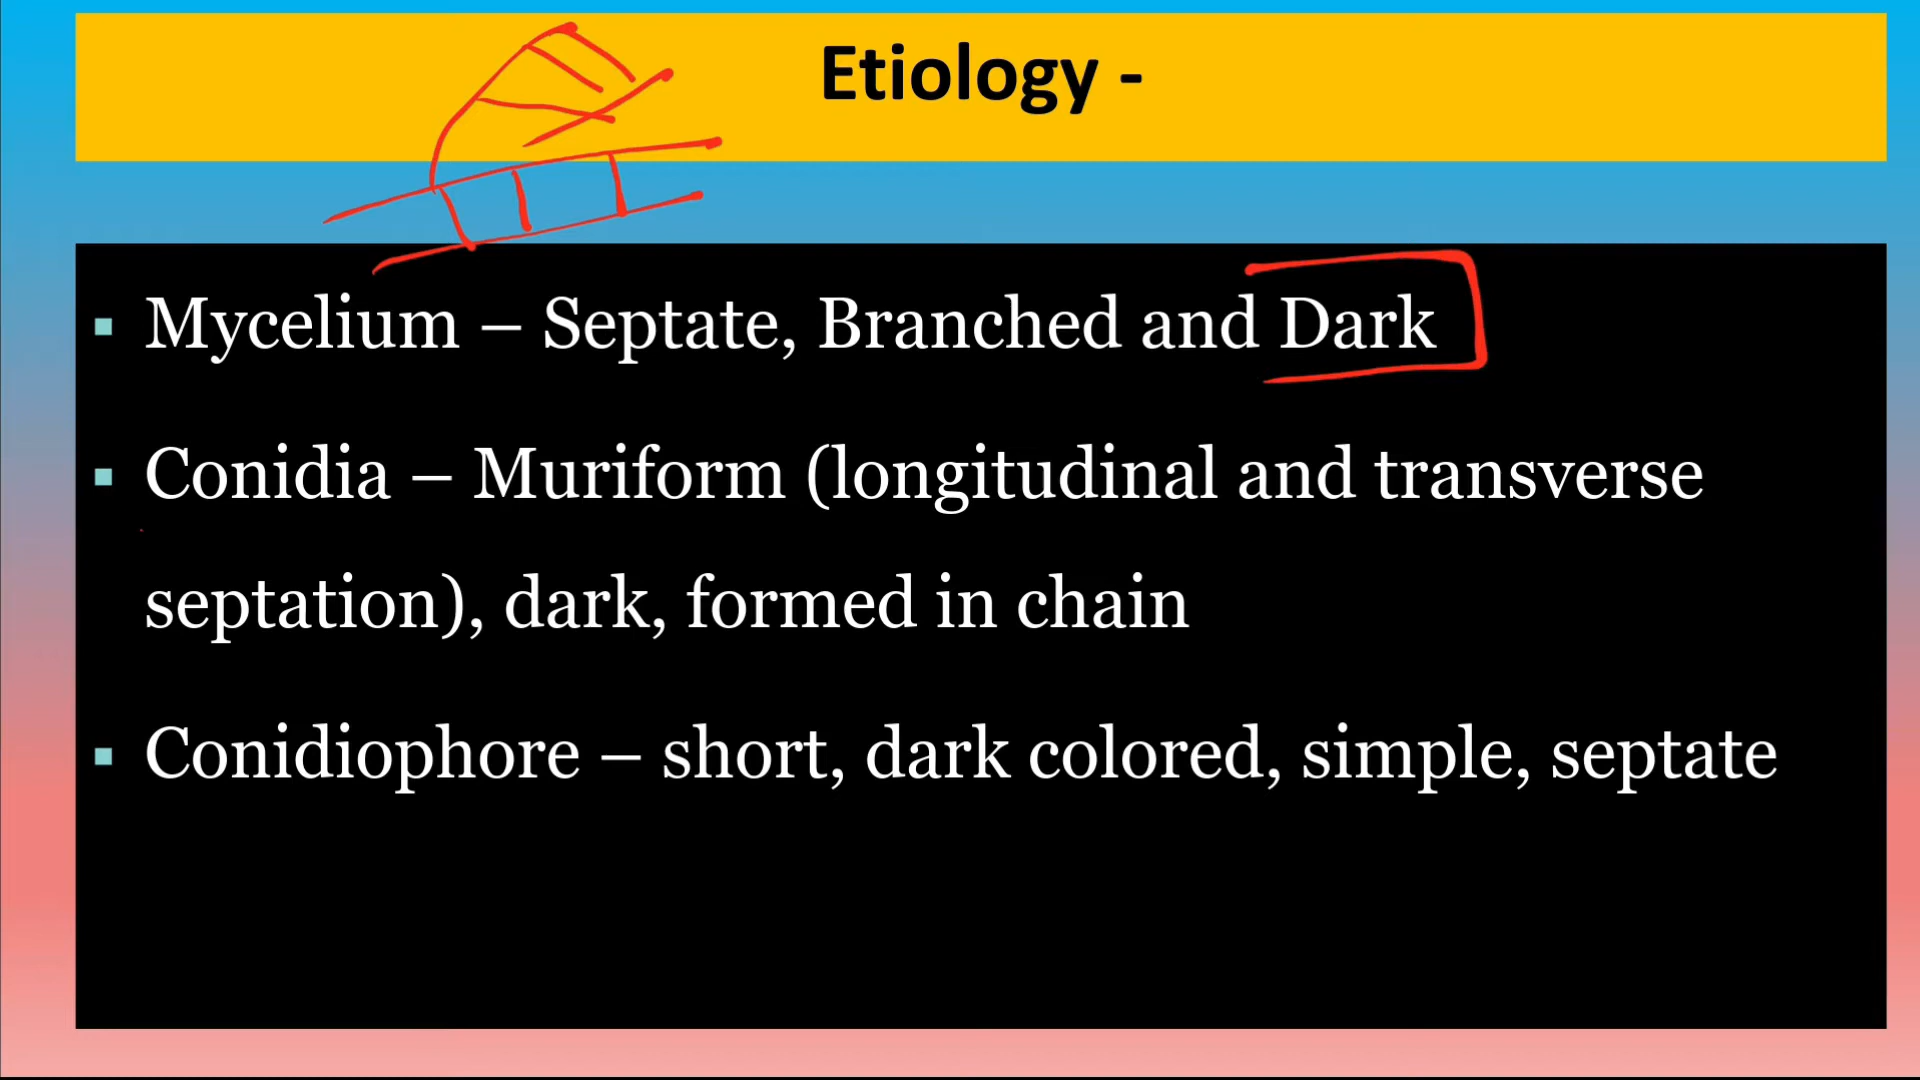 Etiology -
▪ Mycelium – Septate, Branched and Dark
▪ Conidia – Muriform (longitudinal and transverse
septation), dark, formed in chain
▪ Conidiophore – short, dark colored, simple, septate